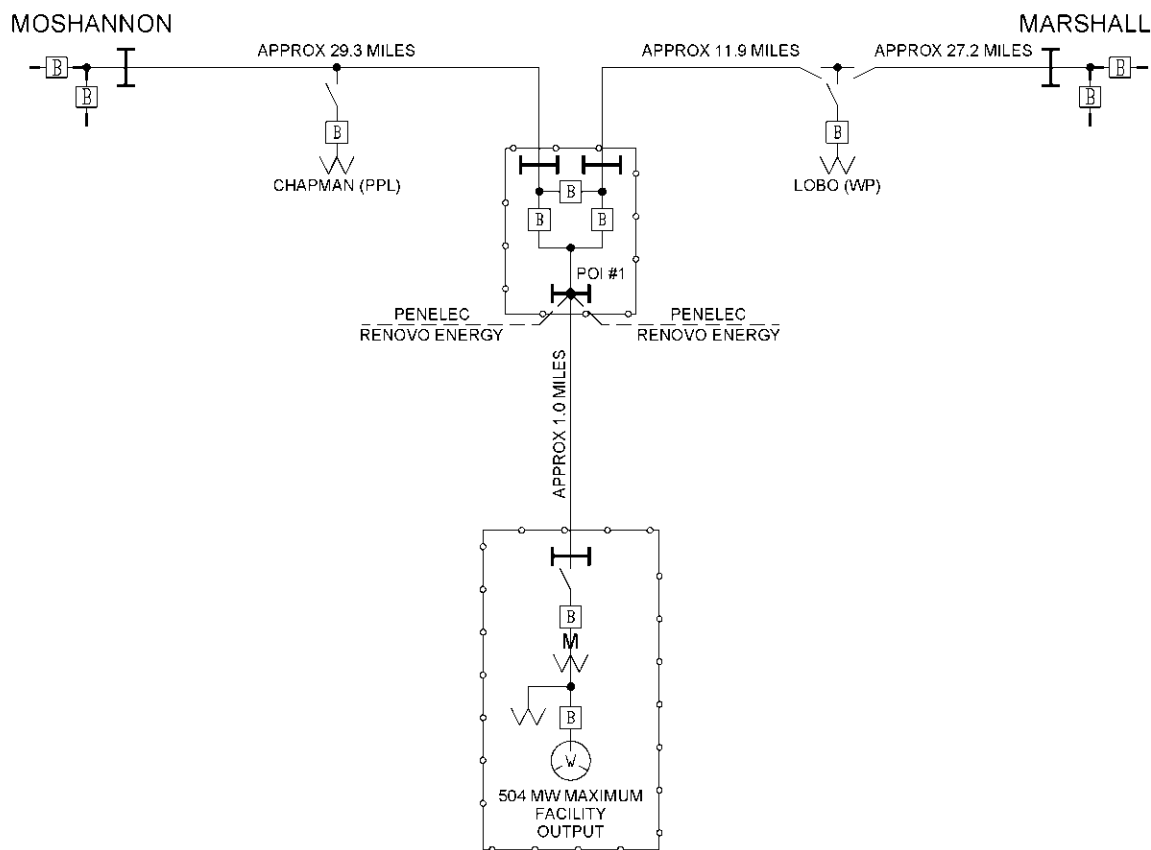 MOSHANNON
MARSHALL
APPROX 29.3 MILES
APPROX 11.9 MILES
APPROX 27.2 MILES
B
B
B
B
B
B
CHAPMAN (PPL)
LOBO (WP)
B
B
B
POI #1
PENELEC
RENOVO ENERGY
PENELEC
RENOVO ENERGY
APPROX 1.0 MILES
B
M
B
W
504 MW MAXIMUM
FACILITY
OUTPUT